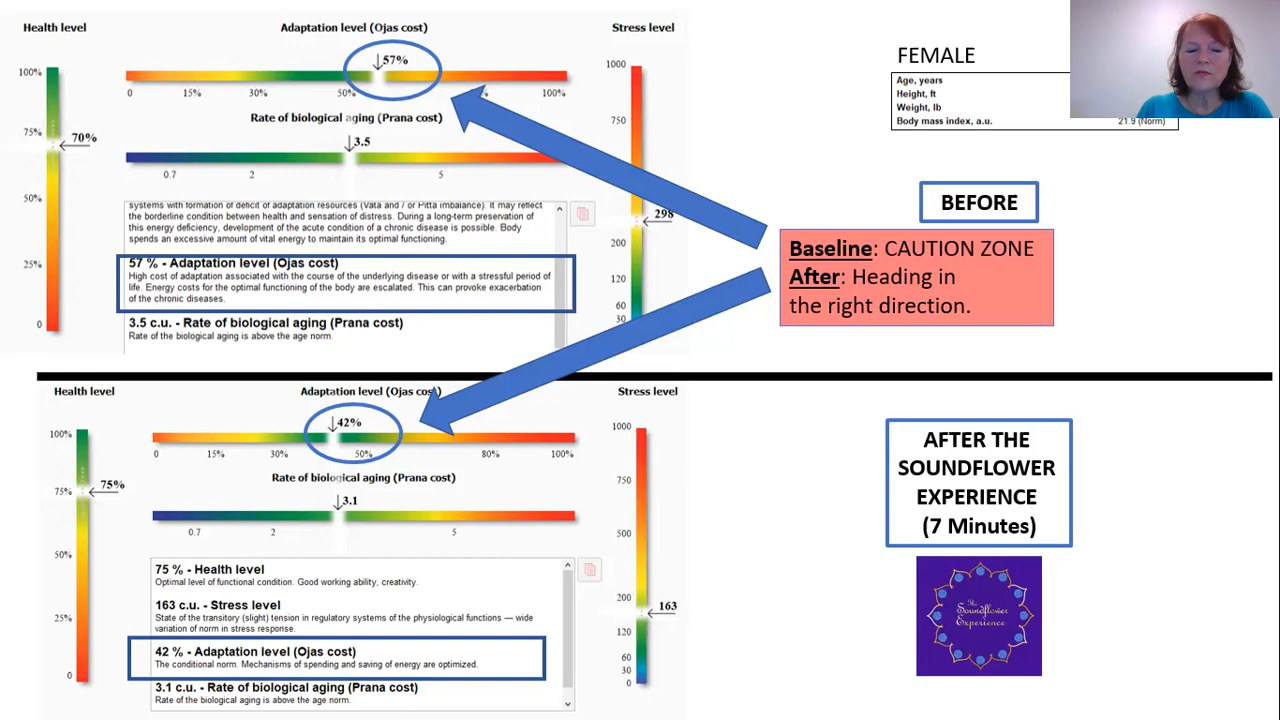 Health level
Adaptation level (Ojas cost)
Stress level
57%
100%
75%
50%
25%
0
70%
0 15% 30% 50% 100%
Rate of biological aging (Prana cost)
3.5
0.7 2 5
1000
750
298
200
120
60
30
systems with formation of deficit of adaptation resources (Vata and / or Pitta imbalance). It may reflect
the borderline condition between health and sensation of distress. During a long-term preservation of
this energy deficiency, development of the acute condition of a chronic disease is possible. Body
spends an excessive amount of vital energy to maintain its optimal functioning.
57 % - Adaptation level (Ojas cost)
High cost of adaptation associated with the course of the underlying disease or with a stressful period of
life. Energy costs for the optimal functioning of the body are escalated. This can provoke exacerbation
of the chronic diseases.
3.5 c.u. - Rate of biological aging (Prana cost)
Rate of the biological aging is above the age norm.
FEMALE
Age, years
Height, ft
Weight, lb
Body mass index, a.u. 21.9 (Norm)
BEFORE
Baseline: CAUTION ZONE
After: Heading in
the right direction.
Health level
Adaptation level (Ojas cost)
Stress level
42%
100%
75%
50%
25%
0
75%
0 15% 30% 50% 80% 100%
Rate of biological aging (Prana cost)
3.1
0.7 2 5
1000
750
500
200
163
120
60
30
0
75 % - Health level
Optimal level of functional condition. Good working ability, creativity.
163 c.u. - Stress level
State of the transitory (slight) tension in regulatory systems of the physiological functions — wide
variation of norm in stress response.
42 % - Adaptation level (Ojas cost)
The conditional norm. Mechanisms of spending and saving of energy are optimized.
3.1 c.u. - Rate of biological aging (Prana cost)
Rate of the biological aging is above the age norm.
AFTER THE
SOUNDFLOWER
EXPERIENCE
(7 Minutes)
The
Soundflower
Experience